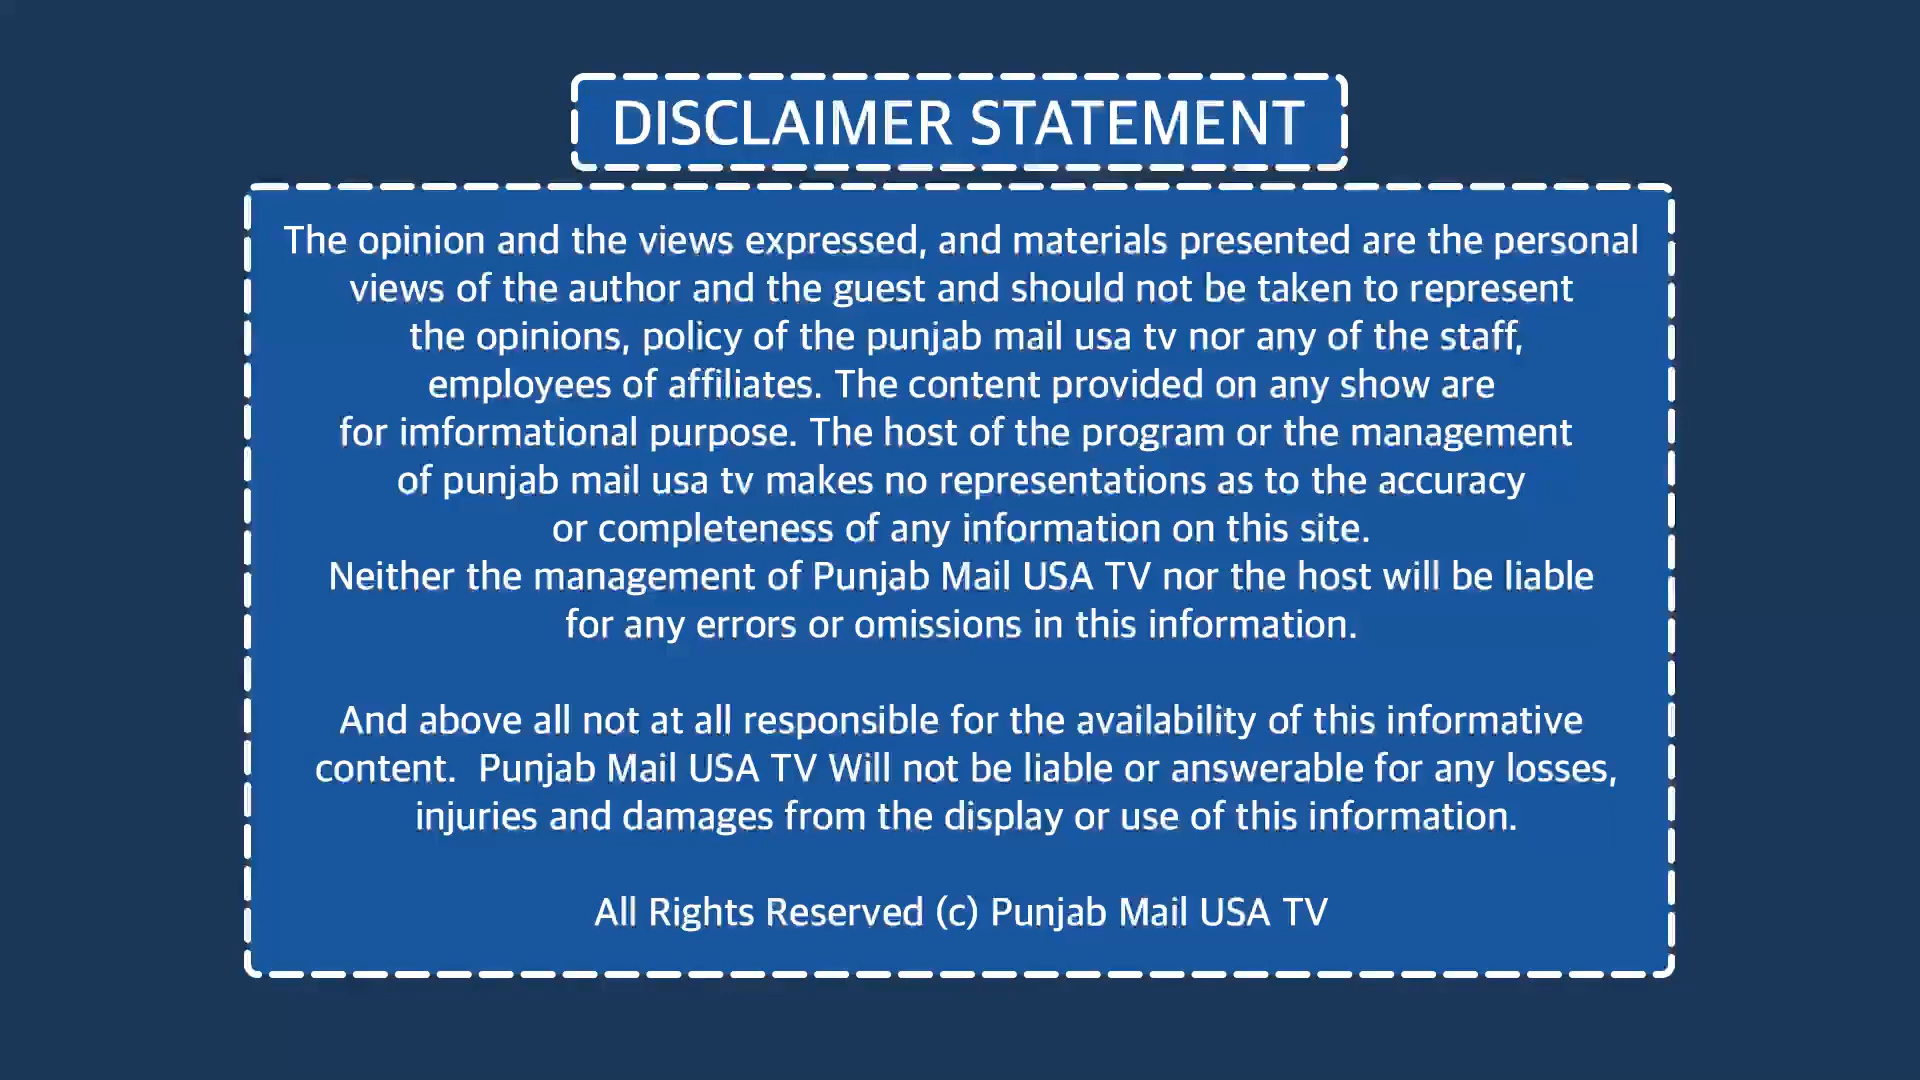 DISCLAIMER STATEMENT
The opinion and the views expressed, and materials presented are the personal
views of the author and the guest and should not be taken to represent
the opinions, policy of the punjab mail usa tv nor any of the staff,
employees of affiliates. The content provided on any show are
for imformational purpose. The host of the program or the management
of punjab mail usa tv makes no representations as to the accuracy
or completeness of any information on this site.
Neither the management of Punjab Mail USA TV nor the host will be liable
for any errors or omissions in this information.
And above all not at all responsible for the availability of this informative
content.  Punjab Mail USA TV Will not be liable or answerable for any losses,
injuries and damages from the display or use of this information.
All Rights Reserved (c) Punjab Mail USA TV